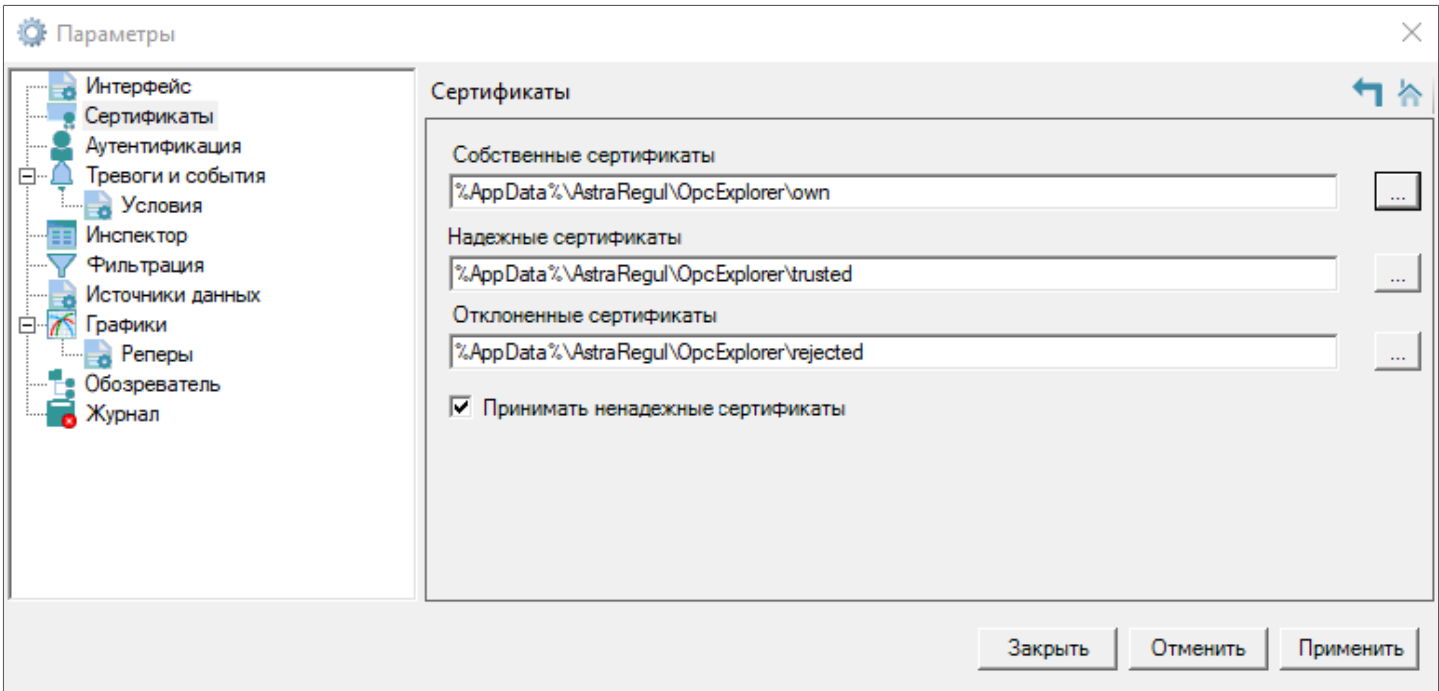 Параметры
Интерфейс
Сертификаты
Аутентификация
Тревоги и события
Условия
Инспектор
Фильтрация
Источники данных
Графики
Реперы
Обозреватель
Журнал
Сертификаты
Собственные сертификаты
%AppData%\AstraRegul\OpcExplorer\own
...
Надежные сертификаты
%AppData%\AstraRegul\OpcExplorer\trusted
...
Отклоненные сертификаты
%AppData%\AstraRegul\OpcExplorer\rejected
...
Принимать ненадежные сертификаты
Закрыть
Отменить
Применить